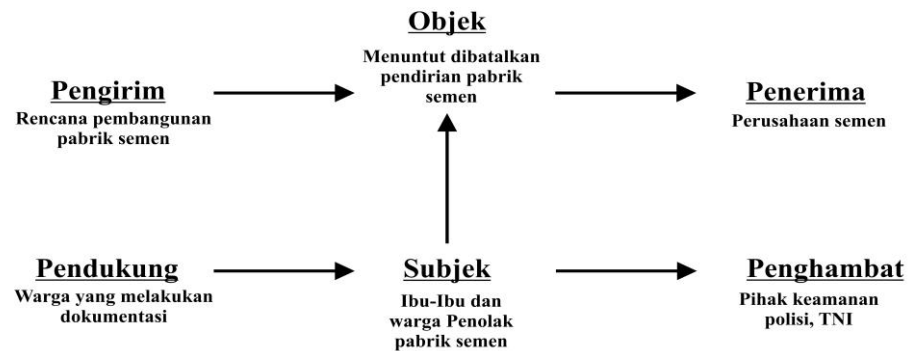 Objek
Menuntut dibatalkan
pendirian pabrik
semen
Pengirim
Rencana pembangunan
pabrik semen
Penerima
Perusahaan semen
Pendukung
Warga yang melakukan
dokumentasi
Subjek
Ibu-Ibu dan
warga Penolak
pabrik semen
Penghambat
Pihak keamanan
polisi, TNI